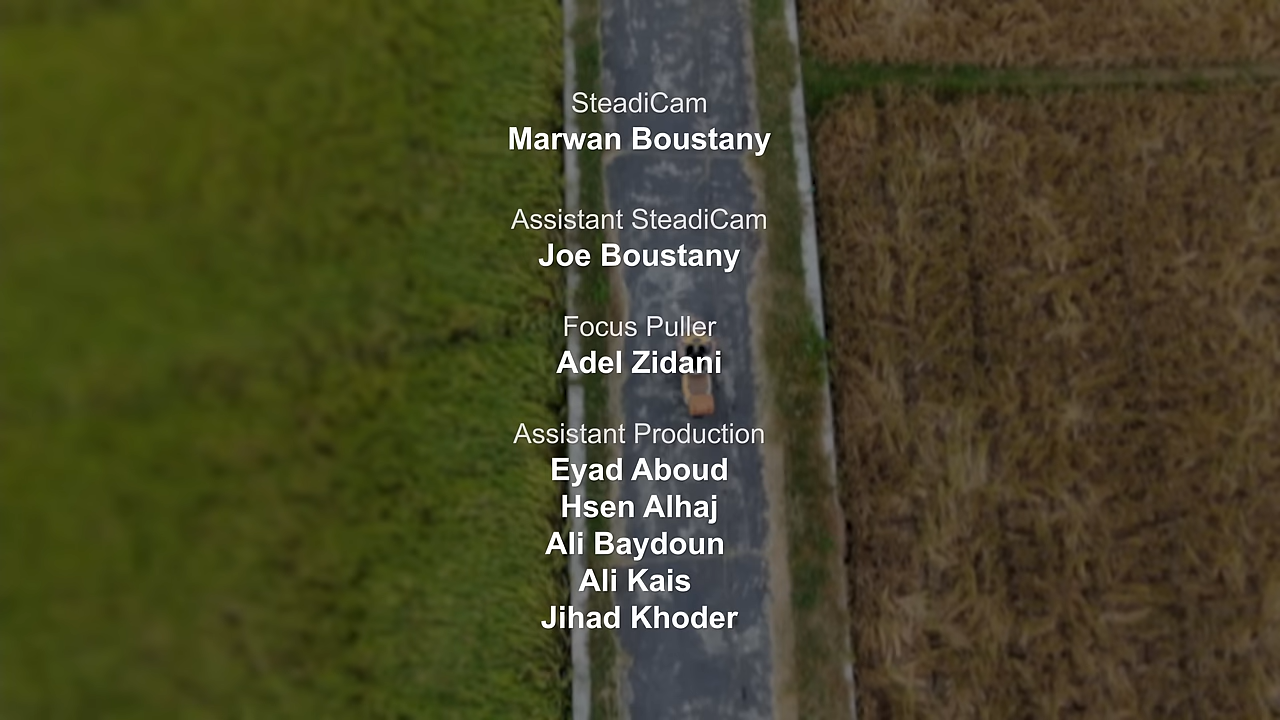 SteadiCam
Marwan Boustany
Assistant SteadiCam
Joe Boustany
Focus Puller
Adel Zidani
Assistant Production
Eyad Aboud
Hsen Alhaj
Ali Baydoun
Ali Kais
Jihad Khoder